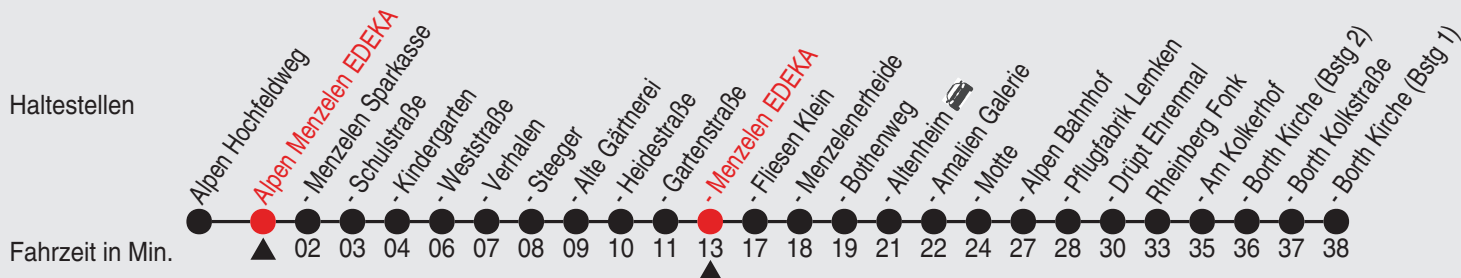 Haltestellen
Alpen Hochfeldweg
Alpen Menzelen EDEKA
- Menzelen Sparkasse
- Schulstraße
- Kindergarten
- Weststraße
- Verhalen
- Steeger
- Alte Gärtnerei
- Heidestraße
- Gartenstraße
- Menzelen EDEKA
- Fliesen Klein
- Menzelenerheide
- Bothenweg
- Altenheim
- Amalien Galerie
- Motte
- Alpen Bahnhof
- Pflugfabrik Lemken
- Drüpt Ehrenmal
Rheinberg Fonk
- Am Kolkerhof
- Borth Kirche (Bstg 2)
- Borth Kolkstraße
- Borth Kirche (Bstg 1)
Fahrzeit in Min. 02 03 04 06 07 08 09 10 11 13 17 18 19 21 22 24 27 28 30 33 35 36 37 38